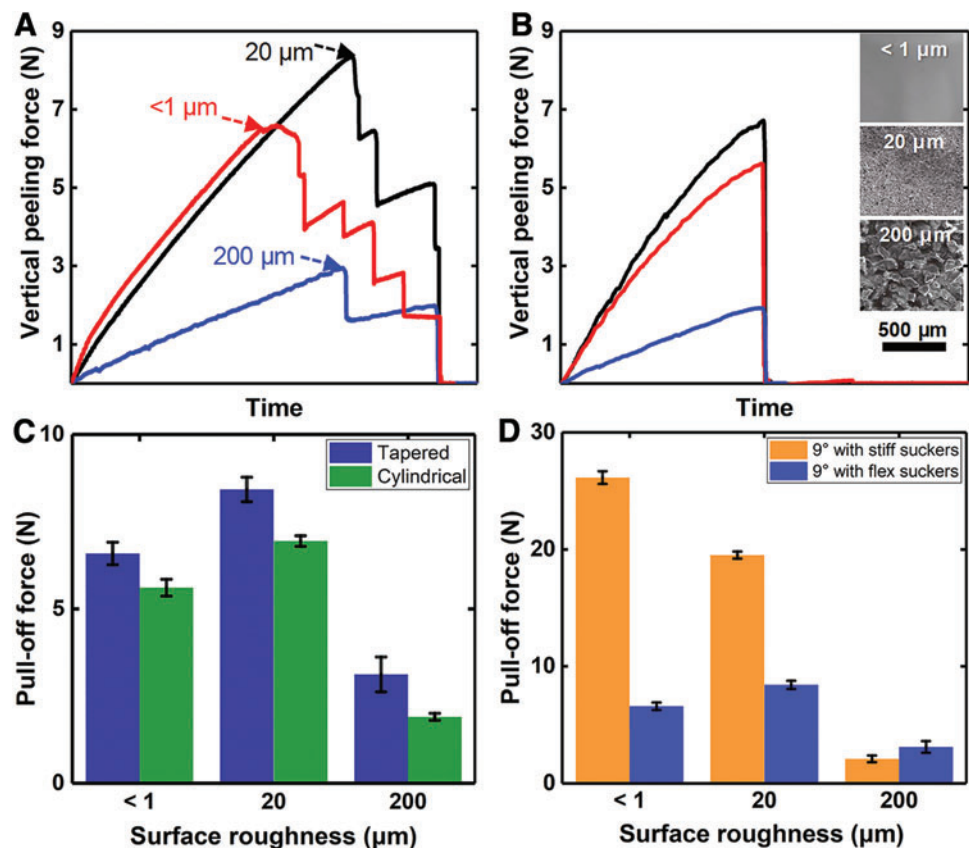 A
Vertical peeling force (N)
9
7
5
3
1
20 µm
<1 µm
200 µm
Time
B
Vertical peeling force (N)
9
7
5
3
1
< 1 µm
20 µm
200 µm
500 µm
Time
C
Pull-off force (N)
10
5
0
Tapered
Cylindrical
< 1
20
200
Surface roughness (µm)
D
Pull-off force (N)
30
20
10
0
9° with stiff suckers
9° with flex suckers
< 1
20
200
Surface roughness (µm)